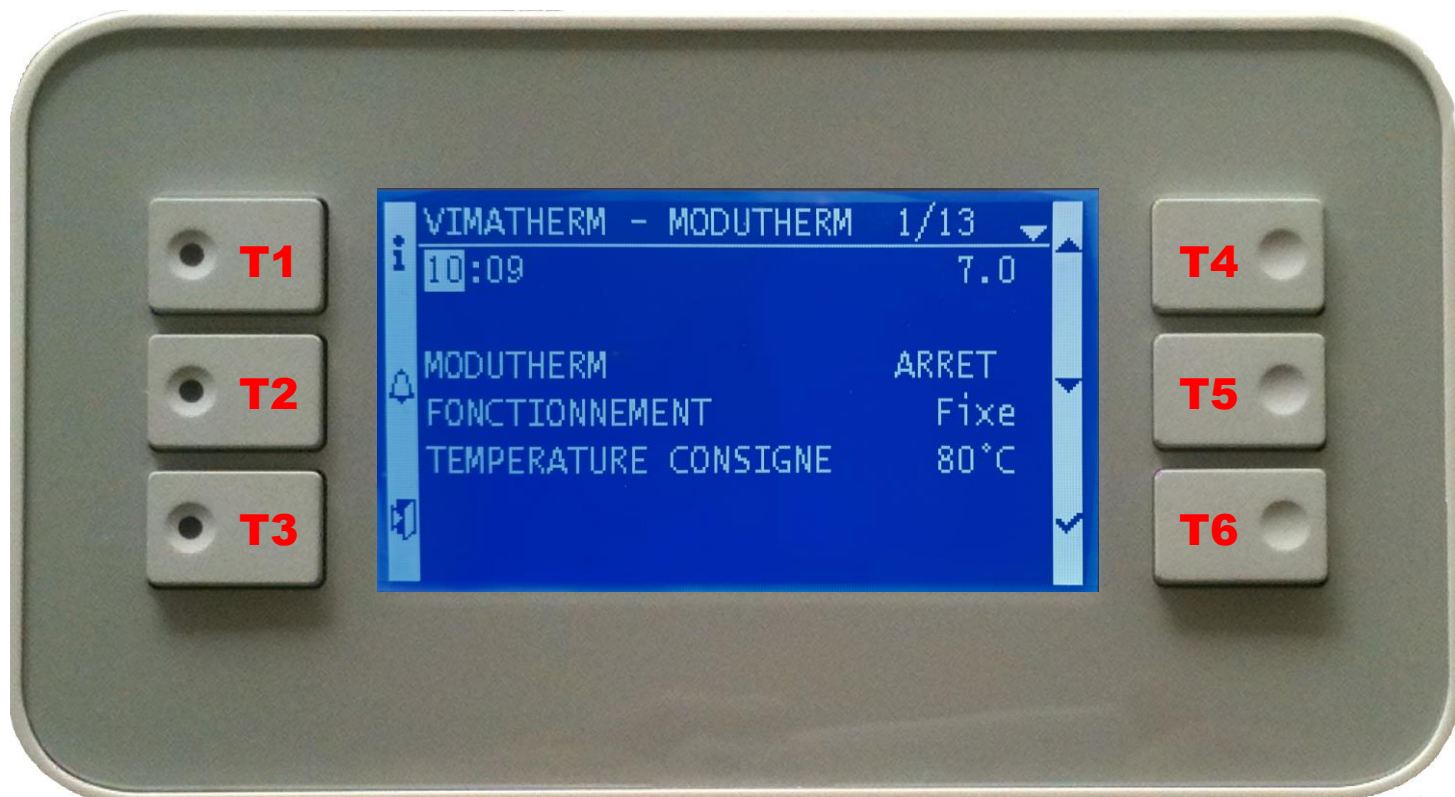 VIMATHERM - MODUTHERM 1/13
10:09 7.0
MODUTHERM ARRET
FONCTIONNEMENT Fixe
TEMPERATURE CONSIGNE 80°C
T1
T2
T3
T4
T5
T6